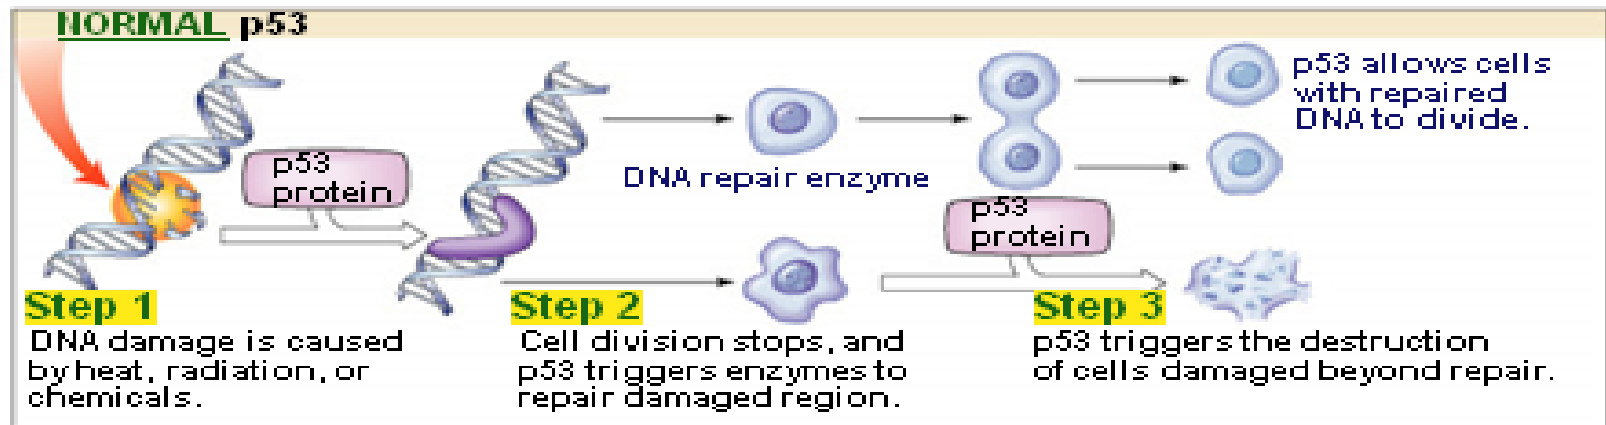 NORMAL p53
p53 allows cells
with repaired
DNA to divide.
p53
protein
DNA repair enzyme
p53
protein
Step 1
DNA damage is caused
by heat, radiation, or
chemicals.
Step 2
Cell division stops, and
p53 triggers enzymes to
repair damaged region.
Step 3
p53 triggers the destruction
of cells damaged beyond repair.